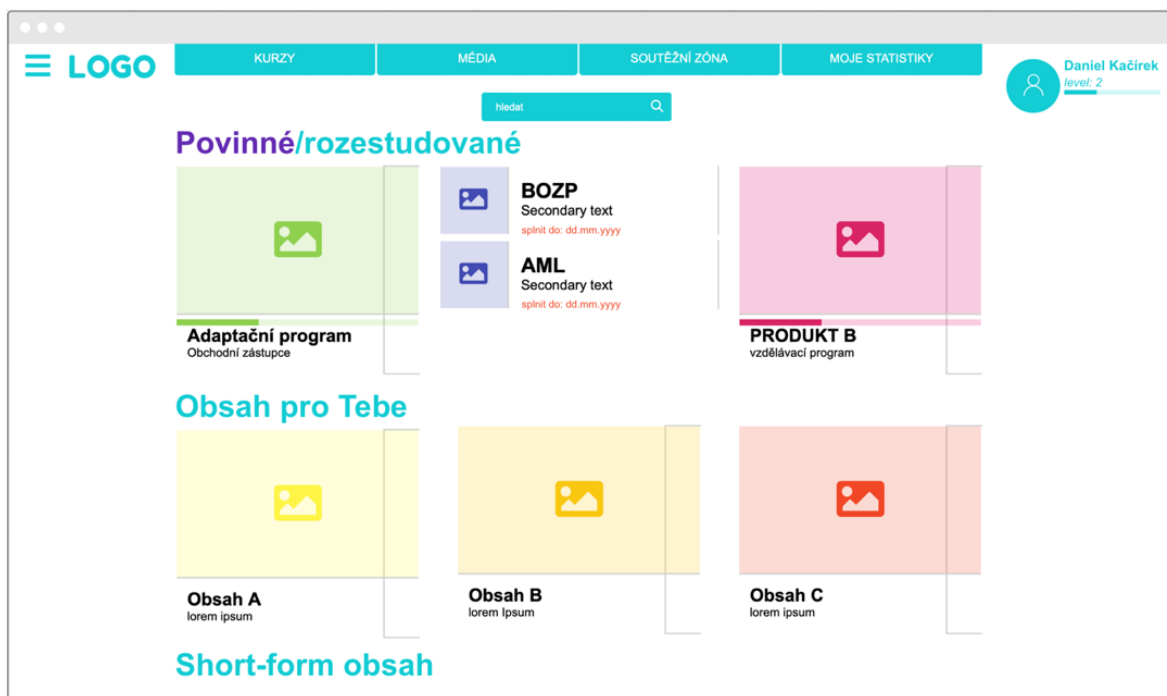 LOGO
KURZY
MÉDIA
SOUTĚŽNÍ ZÓNA
MOJE STATISTIKY
Daniel Kačírek
level: 2
hledat
Povinné/rozestudované
Adaptační program
Obchodní zástupce
BOZP
Secondary text
splnit do: dd.mm.yyyy
AML
Secondary text
splnit do: dd.mm.yyyy
PRODUKT B
vzdělávací program
Obsah pro Tebe
Obsah A
lorem ipsum
Obsah B
lorem Ipsum
Obsah C
lorem ipsum
Short-form obsah